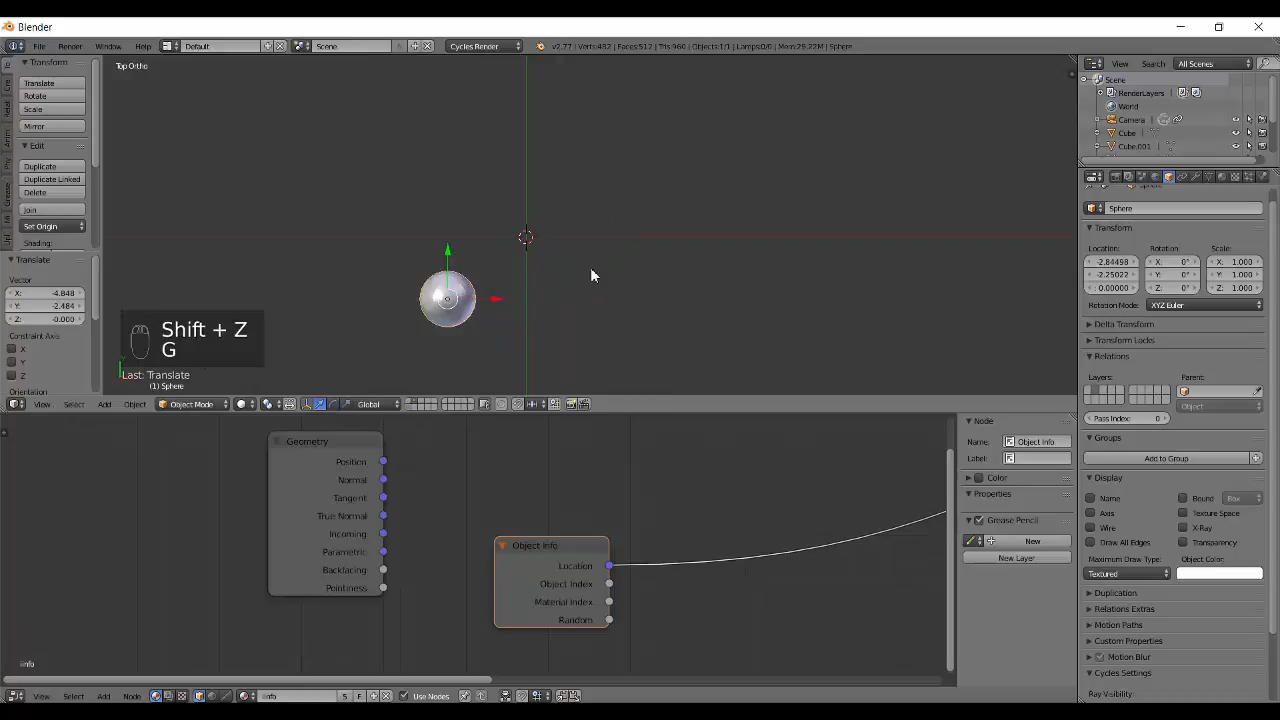 Blender
File Render Window Help Default Scene Cycles Render v2.77 | Verts:482 | Faces:512 | Tris:960 | Objects:1/1 | Lamps:0/0 | Mem:29.22M | Sphere
Transform
Translate
Rotate
Scale
Mirror
Edit
Duplicate
Duplicate Linked
Delete
Join
Set Origin
Shading:
Translate
Vector
X: -4.848
Y: -2.484
Z: -0.000
Constraint Axis
X
Y
Z
Orientation
Top Ortho
Shift + Z
G
Last: Translate
(1) Sphere
View Select Add Object Object Mode Global
Geometry
Position
Normal
Tangent
True Normal
Incoming
Parametric
Backfacing
Pointiness
Object Info
Location
Object Index
Material Index
Random
View Select Add Node Use Nodes
Node
Name: Object Info
Label:
Color
Properties
Grease Pencil
New
New Layer
View Search All Scenes
Scene
RenderLayers
World
Camera
Cube
Cube.001
Sphere
Transform
Location: Rotation: Scale:
-2.84498 X: 0° X: 1.000
-2.25022 Y: 0° Y: 1.000
0.00000 Z: 0° Z: 1.000
Rotation Mode: XYZ Euler
Delta Transform
Transform Locks
Relations
Layers: Parent:
Object
Pass Index: 0
Groups
Add to Group
Display
Name Bound Box
Axis Texture Space
Wire X-Ray
Draw All Edges Transparency
Maximum Draw Type: Object Color:
Textured
Duplication
Relations Extras
Motion Paths
Custom Properties
Motion Blur
Cycles Settings
Ray Visibility: